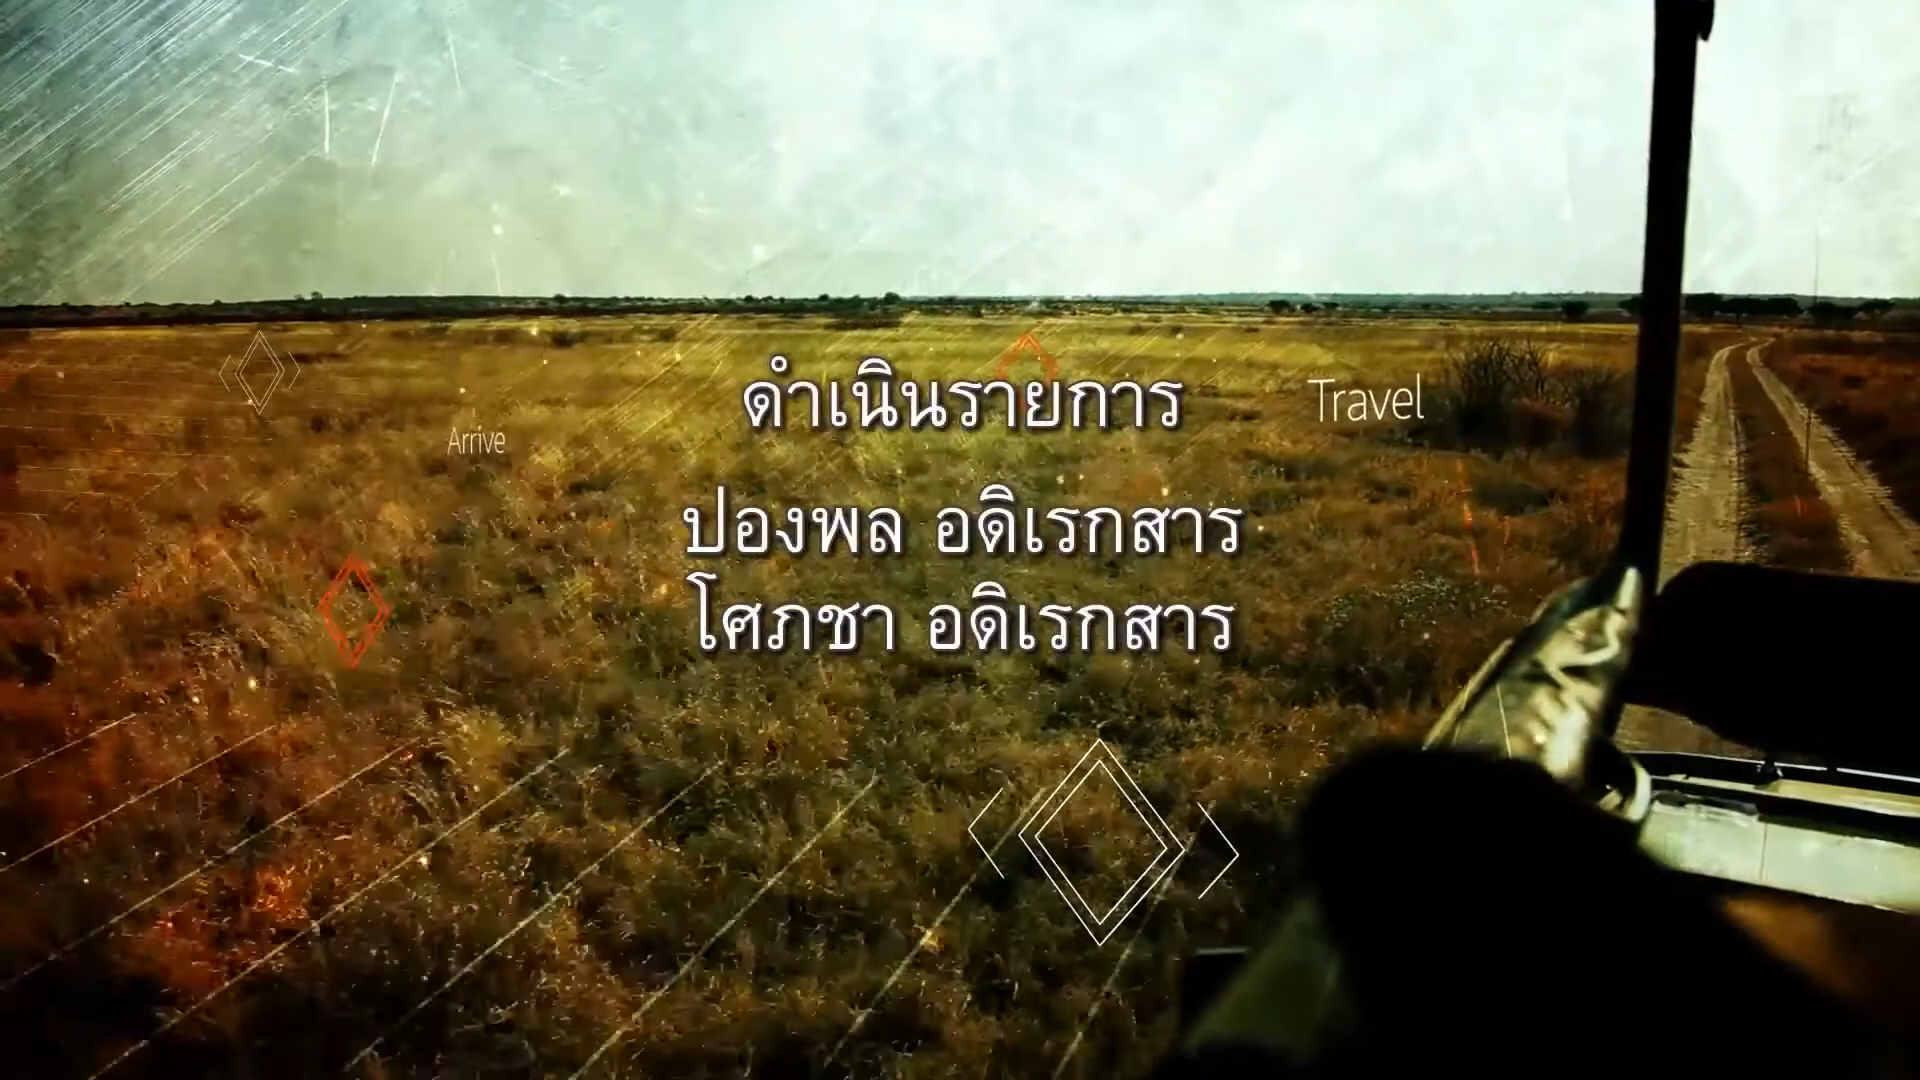 ดำเนินรายการ
Travel
Arrive
ปองพล อดิเรกสาร
โศภชา อดิเรกสาร